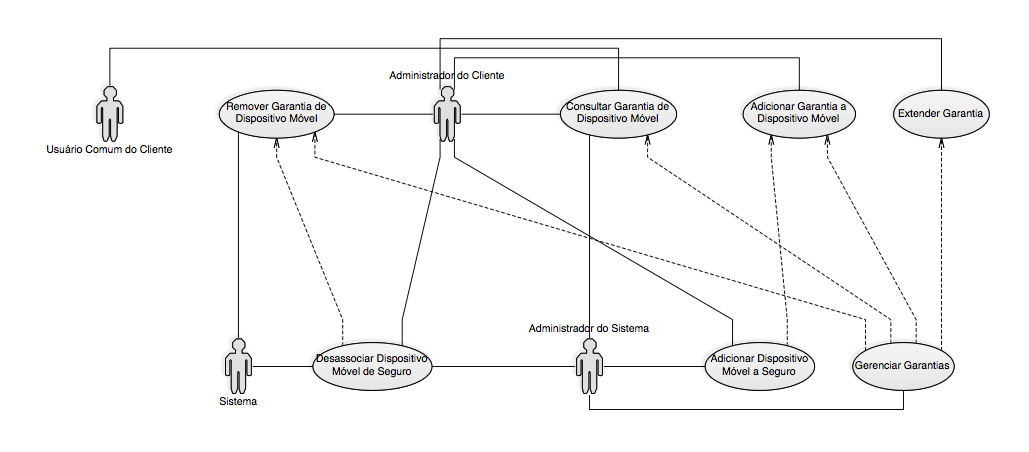 Administrador do Cliente
Remover Garantia de
Dispositivo Móvel
Consultar Garantia de
Dispositivo Móvel
Adicionar Garantia a
Dispositivo Móvel
Extender Garantia
Usuário Comum do Cliente
Administrador do Sistema
Desassociar Dispositivo
Móvel de Seguro
Adicionar Dispositivo
Móvel a Seguro
Gerenciar Garantias
Sistema